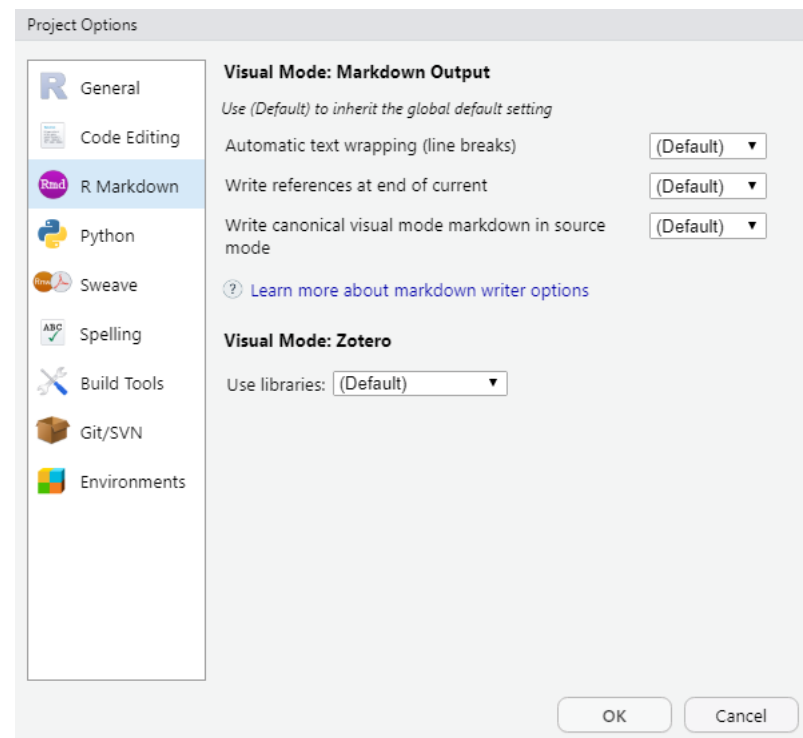 Project Options
General
Code Editing
Rmd R Markdown
Python
Sweave
ABC Spelling
Build Tools
Git/SVN
Environments
Visual Mode: Markdown Output
Use (Default) to inherit the global default setting
Automatic text wrapping (line breaks) (Default)
Write references at end of current (Default)
Write canonical visual mode markdown in source (Default)
mode
? Learn more about markdown writer options
Visual Mode: Zotero
Use libraries: (Default)
OK Cancel